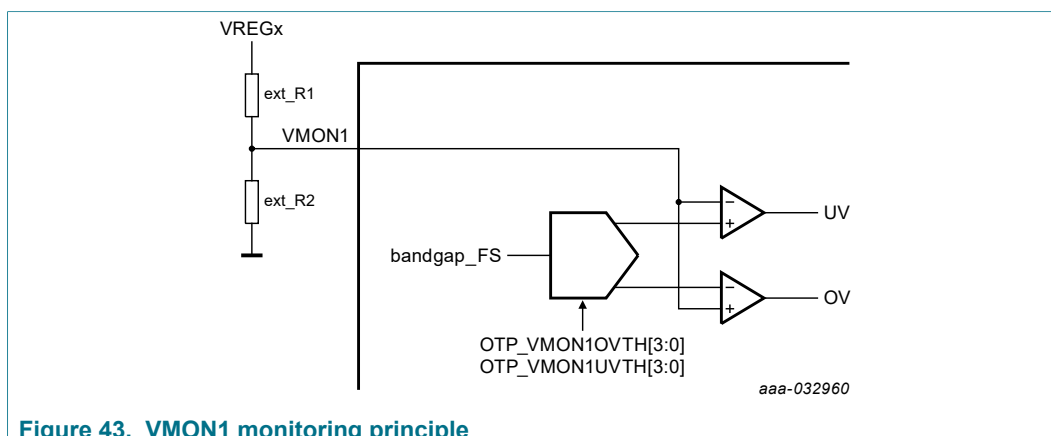 VREGx
ext_R1
VMON1
ext_R2
−
+
UV
bandgap_FS
−
+
OV
OTP_VMON1OVTH[3:0]
OTP_VMON1UVTH[3:0]
aaa-032960
Figure 43. VMON1 monitoring principle